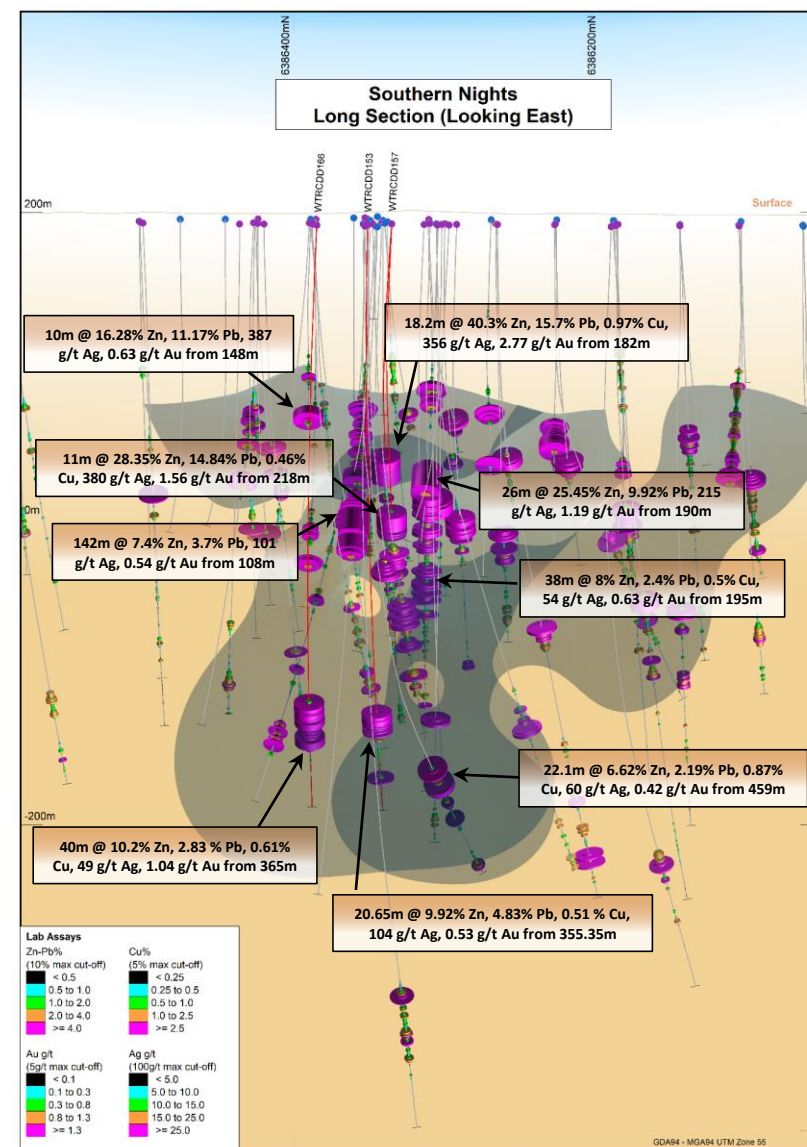 6386400mN
6386200mN
Southern Nights
Long Section (Looking East)
WTRCDD166
WTRCDD153
WTRCDD157
200m
Surface
10m @ 16.28% Zn, 11.17% Pb, 387
g/t Ag, 0.63 g/t Au from 148m
18.2m @ 40.3% Zn, 15.7% Pb, 0.97% Cu,
356 g/t Ag, 2.77 g/t Au from 182m
11m @ 28.35% Zn, 14.84% Pb, 0.46%
Cu, 380 g/t Ag, 1.56 g/t Au from 218m
26m @ 25.45% Zn, 9.92% Pb, 215
g/t Ag, 1.19 g/t Au from 190m
0m
142m @ 7.4% Zn, 3.7% Pb, 101
g/t Ag, 0.54 g/t Au from 108m
38m @ 8% Zn, 2.4% Pb, 0.5% Cu,
54 g/t Ag, 0.63 g/t Au from 195m
22.1m @ 6.62% Zn, 2.19% Pb, 0.87%
Cu, 60 g/t Ag, 0.42 g/t Au from 459m
-200m
40m @ 10.2% Zn, 2.83 % Pb, 0.61%
Cu, 49 g/t Ag, 1.04 g/t Au from 365m
20.65m @ 9.92% Zn, 4.83% Pb, 0.51 % Cu,
104 g/t Ag, 0.53 g/t Au from 355.35m
Lab Assays
Zn-Pb%
(10% max cut-off)
< 0.5
0.5 to 1.0
1.0 to 2.0
2.0 to 4.0
>= 4.0
Cu%
(5% max cut-off)
< 0.25
0.25 to 0.5
0.5 to 1.0
1.0 to 2.5
>= 2.5
Au g/t
(5g/t max cut-off)
< 0.1
0.1 to 0.3
0.3 to 0.8
0.8 to 1.3
>= 1.3
Ag g/t
(100g/t max cut-off)
< 5.0
5.0 to 10.0
10.0 to 15.0
15.0 to 25.0
>= 25.0
GDA94 - MGA94 UTM Zone 55